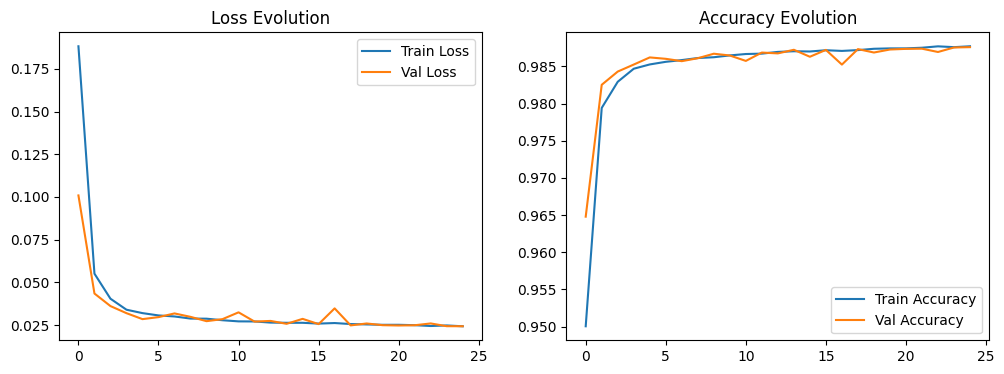 Loss Evolution
Train Loss
Val Loss
0.175
0.150
0.125
0.100
0.075
0.050
0.025
0 5 10 15 20 25
Accuracy Evolution
0.985
0.980
0.975
0.970
0.965
0.960
0.955
0.950
Train Accuracy
Val Accuracy
0 5 10 15 20 25